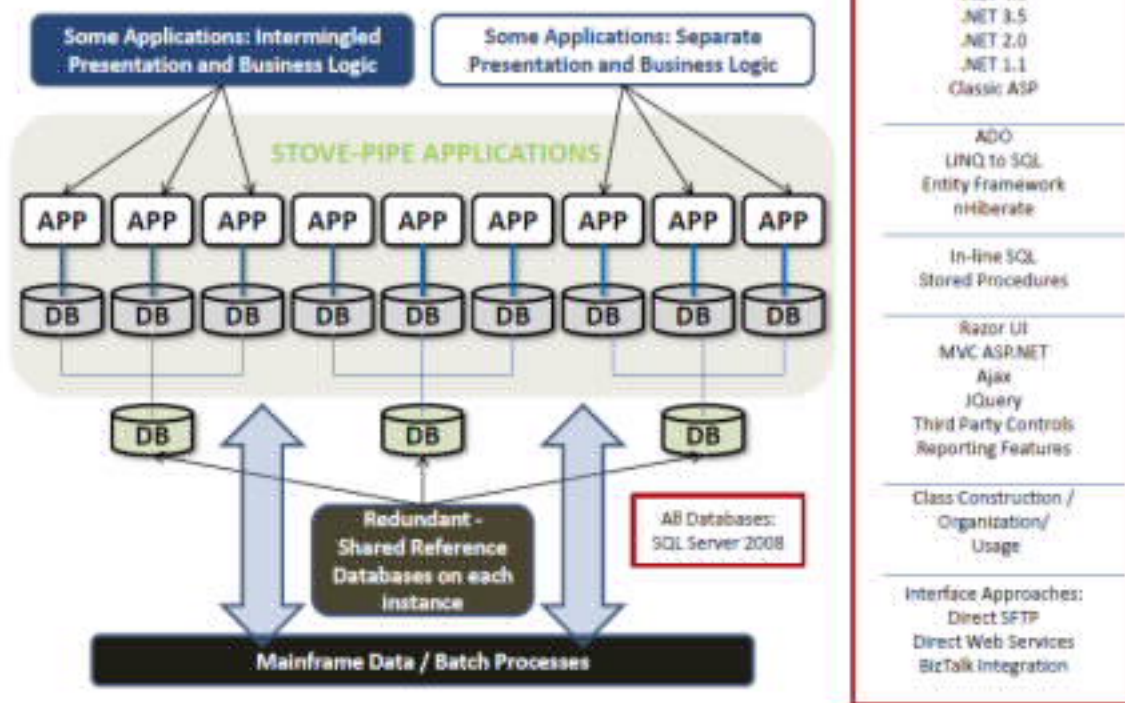 Some Applications: Intermingled
Presentation and Business Logic
Some Applications: Separate
Presentation and Business Logic
STOVE-PIPE APPLICATIONS
APP APP APP APP APP APP APP APP APP
DB DB DB DB DB DB DB DB DB
DB DB DB
Redundant -
Shared Reference
Databases on each
instance
All Databases:
SQL Server 2008
Mainframe Data / Batch Processes
.NET 3.5
.NET 2.0
.NET 1.1
Classic ASP
ADO
LINQ to SQL
Entity Framework
nHiberate
In-line SQL
Stored Procedures
Razor UI
MVC ASP.NET
Ajax
JQuery
Third Party Controls
Reporting Features
Class Construction /
Organization/
Usage
Interface Approaches:
Direct SFTP
Direct Web Services
BizTalk Integration